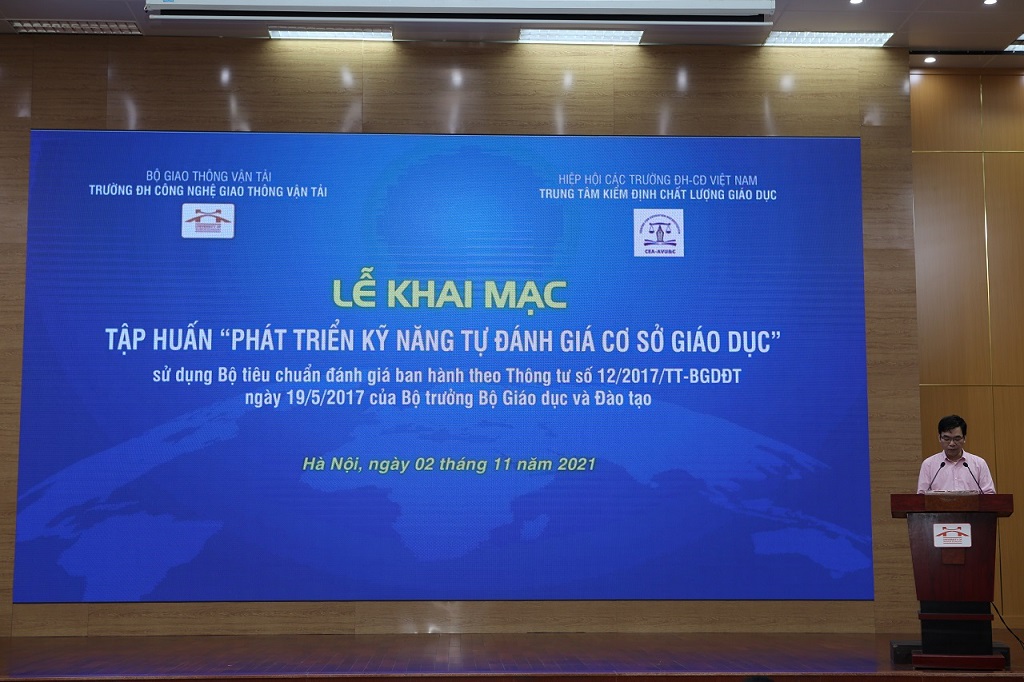 BỘ GIAO THÔNG VẬN TẢI
TRƯỜNG ĐH CÔNG NGHỆ GIAO THÔNG VẬN TẢI
HIỆP HỘI CÁC TRƯỜNG ĐH-CĐ VIỆT NAM
TRUNG TÂM KIỂM ĐỊNH CHẤT LƯỢNG GIÁO DỤC
CEA-AVU&C
LỄ KHAI MẠC
TẬP HUẤN “PHÁT TRIỂN KỸ NĂNG TỰ ĐÁNH GIÁ CƠ SỞ GIÁO DỤC”
sử dụng Bộ tiêu chuẩn đánh giá ban hành theo Thông tư số 12/2017/TT-BGDĐT
ngày 19/5/2017 của Bộ trưởng Bộ Giáo dục và Đào tạo
Hà Nội, ngày 02 tháng 11 năm 2021